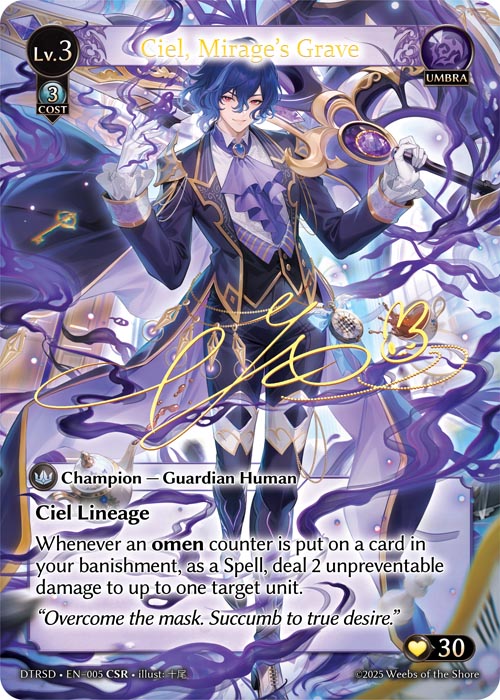 Lv.3
Ciel, Mirage's Grave
UMBRA
3
COST
Champion — Guardian Human
Ciel Lineage
Whenever an omen counter is put on a card in
your banishment, as a Spell, deal 2 unpreventable
damage to up to one target unit.
“Overcome the mask. Succumb to true desire.”
30
DTRSD • EN-005 CSR • illust: 十尾
©2025 Weebs of the Shore